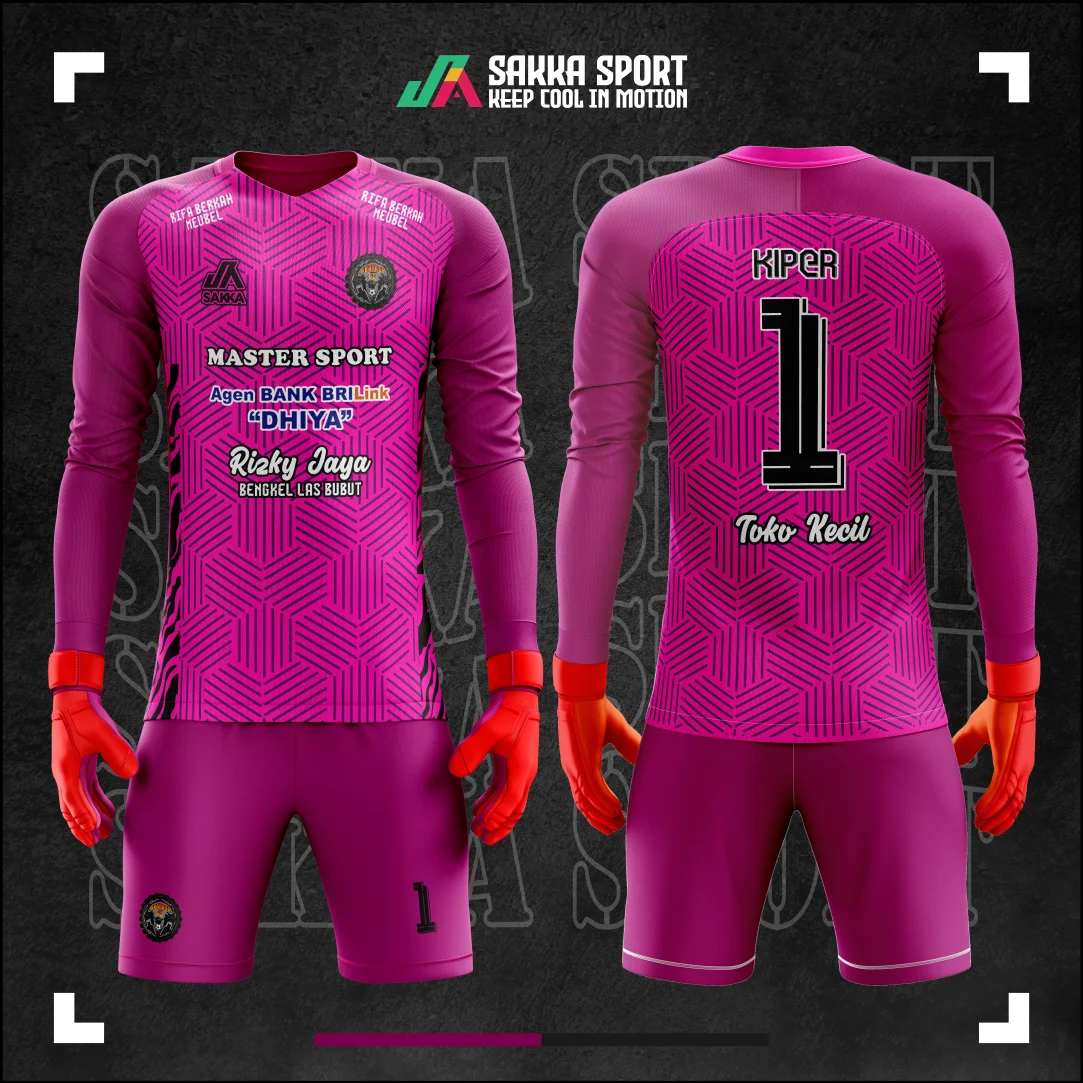 SAKKA SPORT
KEEP COOL IN MOTION
RIFA BERKAH
MEUBEL
RIFA BERKAH
MEUBEL
SAKKA
MASTER SPORT
Agen BANK BRILink
“DHIYA”
Rizky Jaya
BENGKEL LAS BUBUT
1
KIPER
1
Toko Kecil